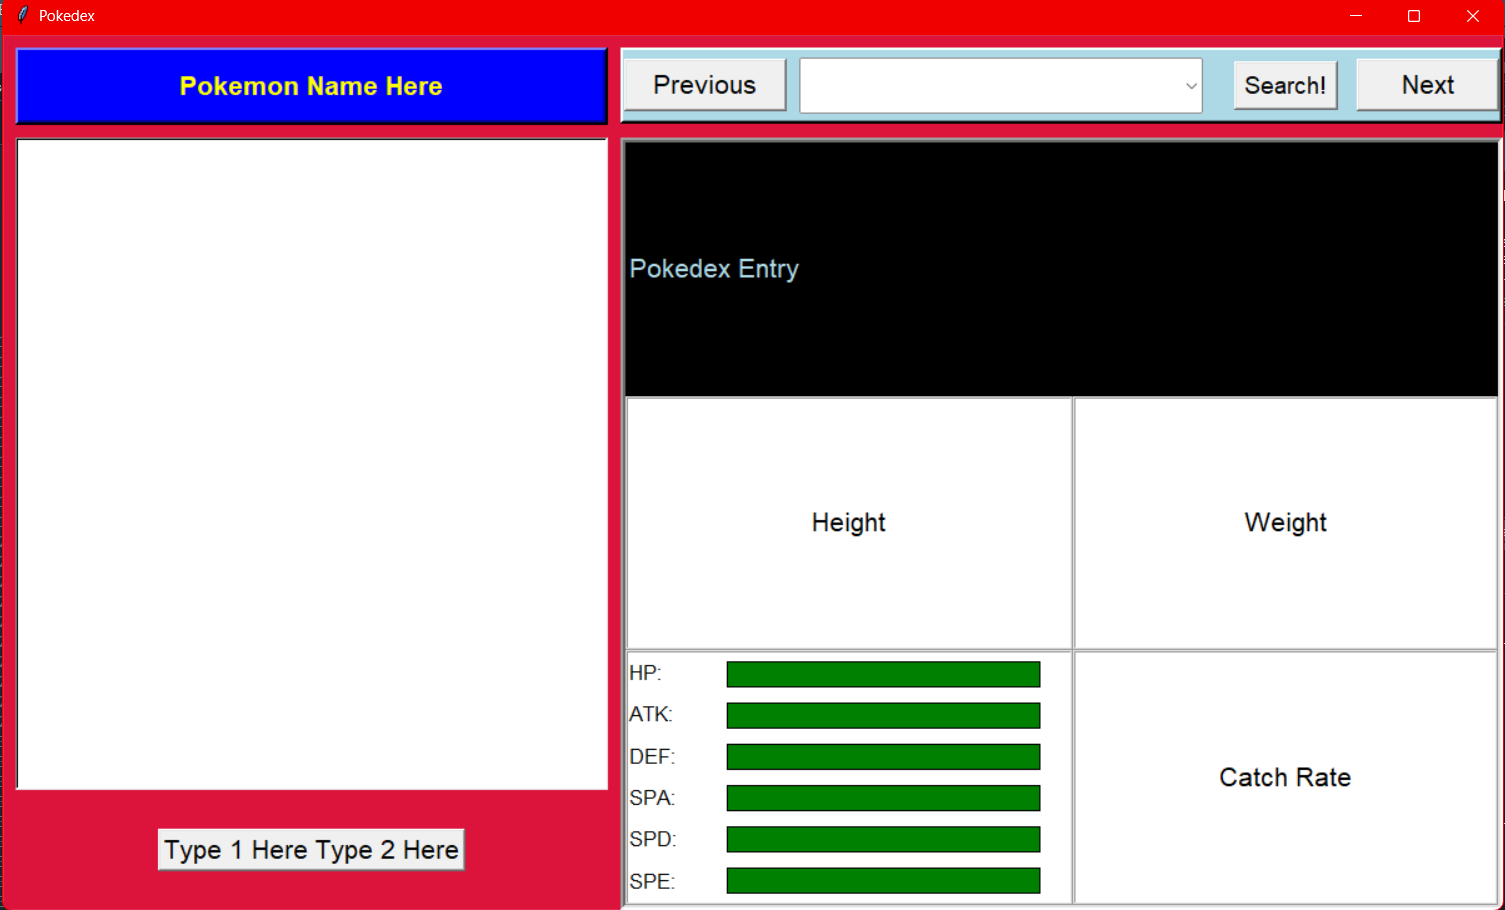 Pokedex
Pokemon Name Here
Previous
Search!
Next
Pokedex Entry
Height
Weight
HP:
ATK:
DEF:
SPA:
SPD:
SPE:
Catch Rate
Type 1 Here Type 2 Here